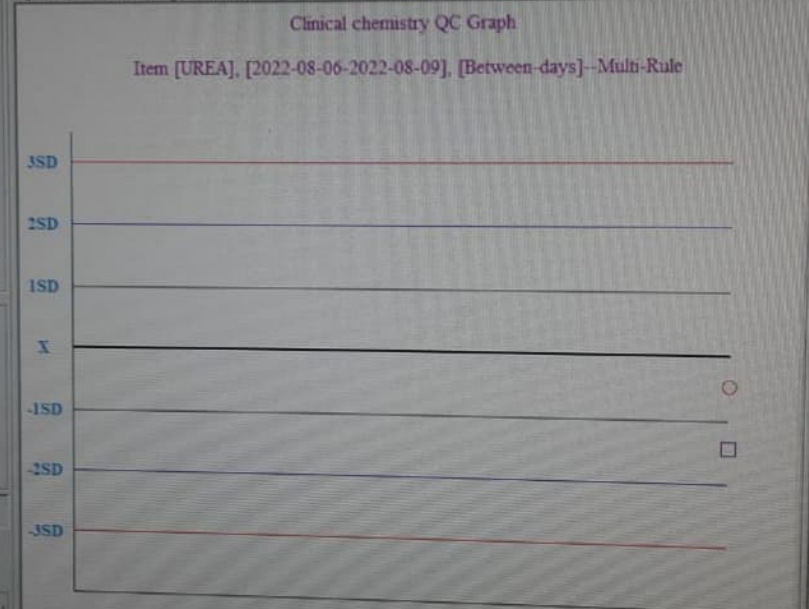 Clinical chemistry QC Graph
Item [UREA], [2022-08-06-2022-08-09], [Between-days]--Multi-Rule
3SD
2SD
1SD
X
-1SD
-2SD
-3SD